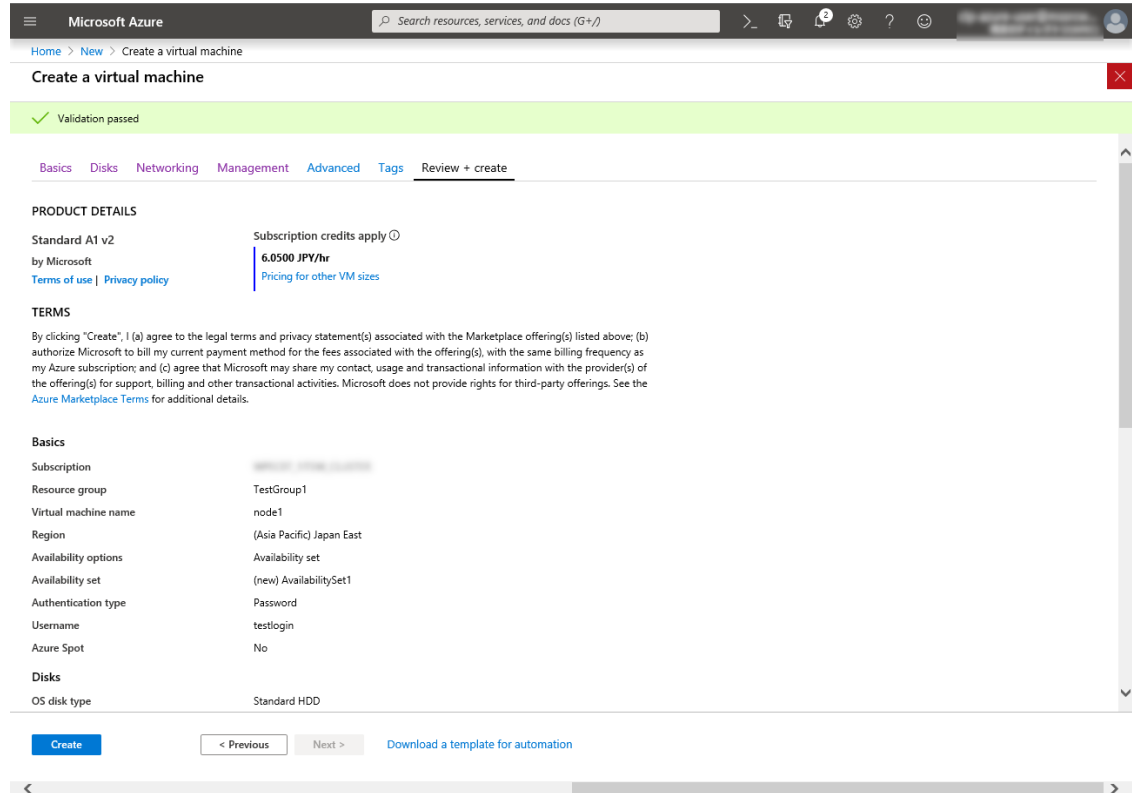 Microsoft Azure
Search resources, services, and docs (G+/)
2
Home > New > Create a virtual machine
Create a virtual machine
Validation passed
Basics Disks Networking Management Advanced Tags Review + create
PRODUCT DETAILS
Standard A1 v2
by Microsoft
Terms of use | Privacy policy
Subscription credits apply
6.0500 JPY/hr
Pricing for other VM sizes
TERMS
By clicking "Create", I (a) agree to the legal terms and privacy statement(s) associated with the Marketplace offering(s) listed above; (b)
authorize Microsoft to bill my current payment method for the fees associated with the offering(s), with the same billing frequency as
my Azure subscription; and (c) agree that Microsoft may share my contact, usage and transactional information with the provider(s) of
the offering(s) for support, billing and other transactional activities. Microsoft does not provide rights for third-party offerings. See the
Azure Marketplace Terms for additional details.
Basics
Subscription
Resource group TestGroup1
Virtual machine name node1
Region (Asia Pacific) Japan East
Availability options Availability set
Availability set (new) AvailabilitySet1
Authentication type Password
Username testlogin
Azure Spot No
Disks
OS disk type Standard HDD
Create < Previous Next > Download a template for automation